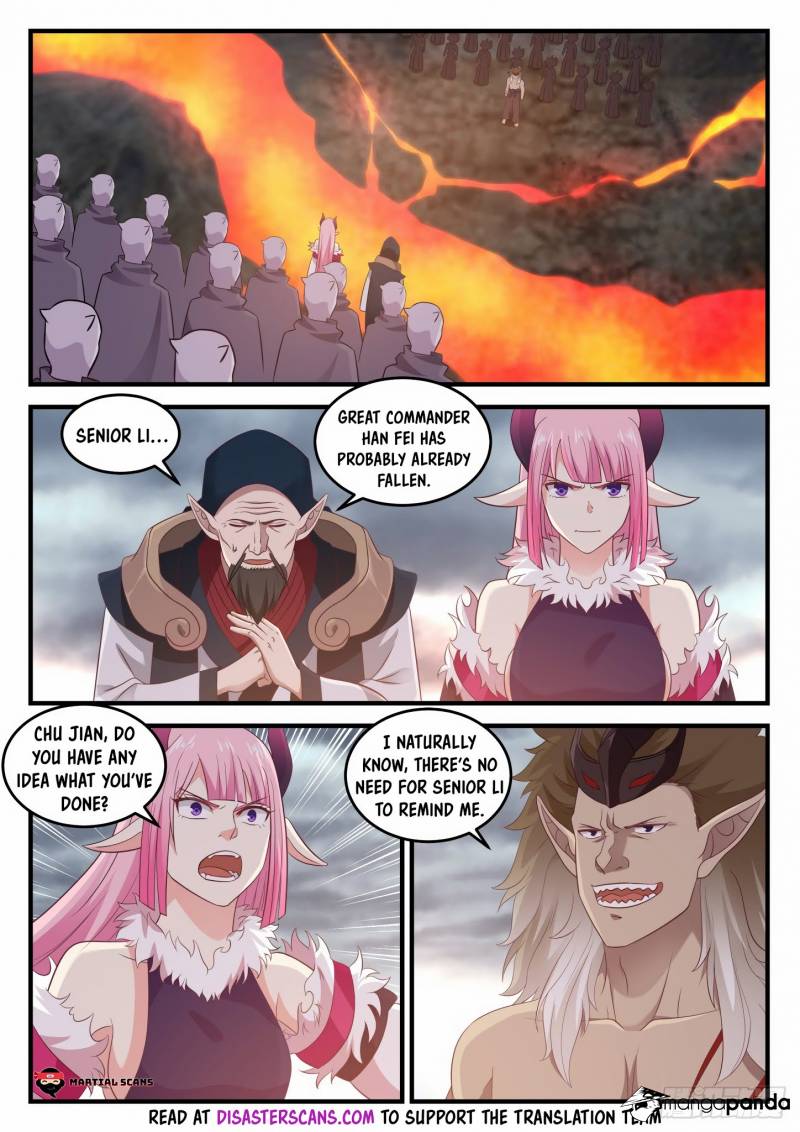 SENIOR LI...
GREAT COMMANDER
HAN FEI HAS
PROBABLY ALREADY
FALLEN.
CHU JIAN, DO
YOU HAVE ANY
IDEA WHAT YOU'VE
DONE?
I NATURALLY
KNOW, THERE'S NO
NEED FOR SENIOR LI
TO REMIND ME.
MARTIAL SCANS
mangapanda
READ AT DISASTERSCANS.COM TO SUPPORT THE TRANSLATION TEAM